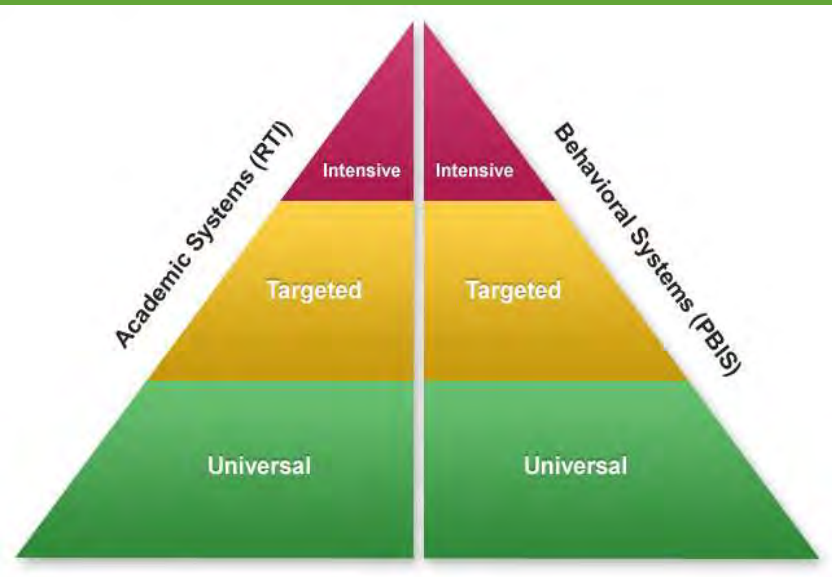 Academic Systems (RTI)
Behavioral Systems (PBIS)
Intensive
Intensive
Targeted
Targeted
Universal
Universal